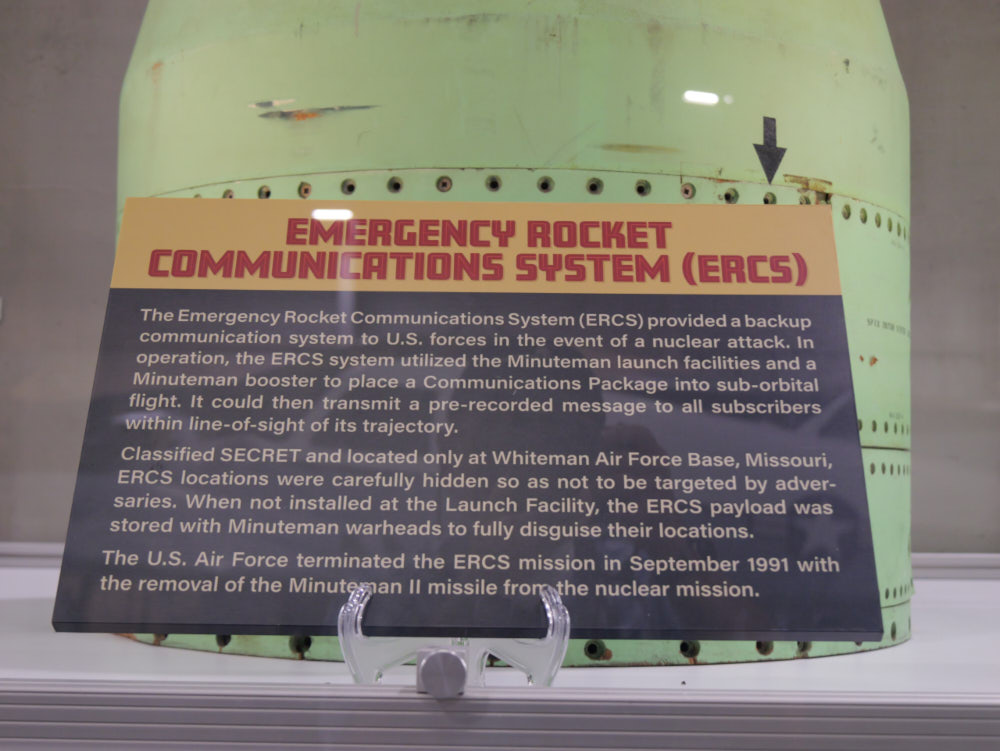 EMERGENCY ROCKET
COMMUNICATIONS SYSTEM (ERCS)
The Emergency Rocket Communications System (ERCS) provided a backup
communication system to U.S. forces in the event of a nuclear attack. In
operation, the ERCS system utilized the Minuteman launch facilities and a
Minuteman booster to place a Communications Package into sub-orbital
flight. It could then transmit a pre-recorded message to all subscribers
within line-of-sight of its trajectory.
Classified SECRET and located only at Whiteman Air Force Base, Missouri,
ERCS locations were carefully hidden so as not to be targeted by adver-
saries. When not installed at the Launch Facility, the ERCS payload was
stored with Minuteman warheads to fully disguise their locations.
The U.S. Air Force terminated the ERCS mission in September 1991 with
the removal of the Minuteman II missile from the nuclear mission.